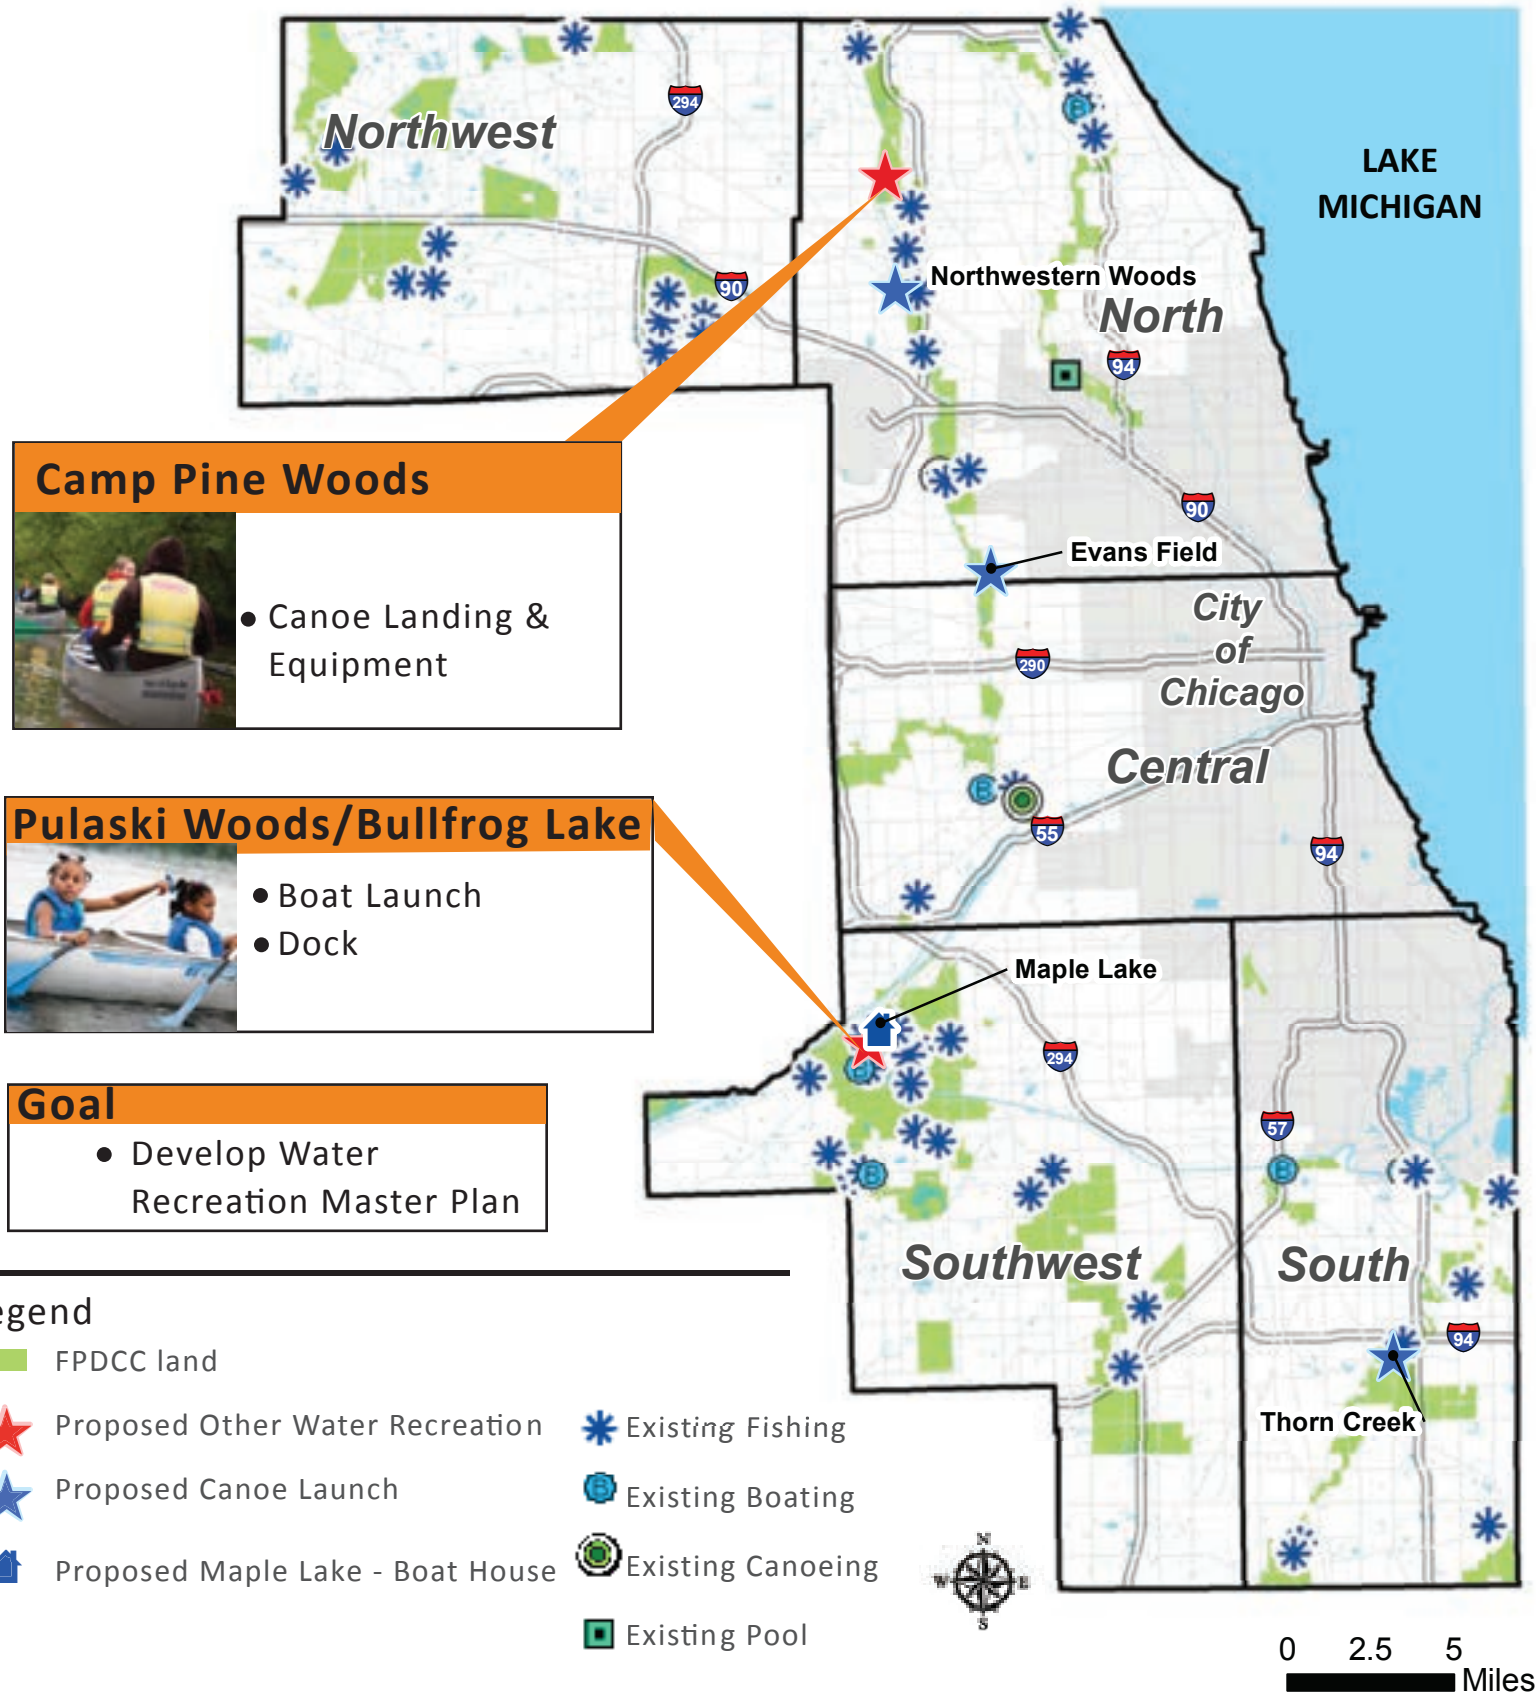 294
Northwest
LAKE
MICHIGAN
B
Northwestern Woods
90
North
94
Camp Pine Woods
90
Evans Field
• Canoe Landing &
Equipment
City
of
Chicago
290
Central
B
55
94
Pulaski Woods/Bullfrog Lake
• Boat Launch
• Dock
Maple Lake
294
B
57
Goal
• Develop Water
Recreation Master Plan
B
B
Southwest
South
94
Thorn Creek
egend
FPDCC land
Proposed Other Water Recreation
Proposed Canoe Launch
Proposed Maple Lake - Boat House
Existing Fishing
B
Existing Boating
Existing Canoeing
Existing Pool
N
W E
S
0 2.5 5
Miles